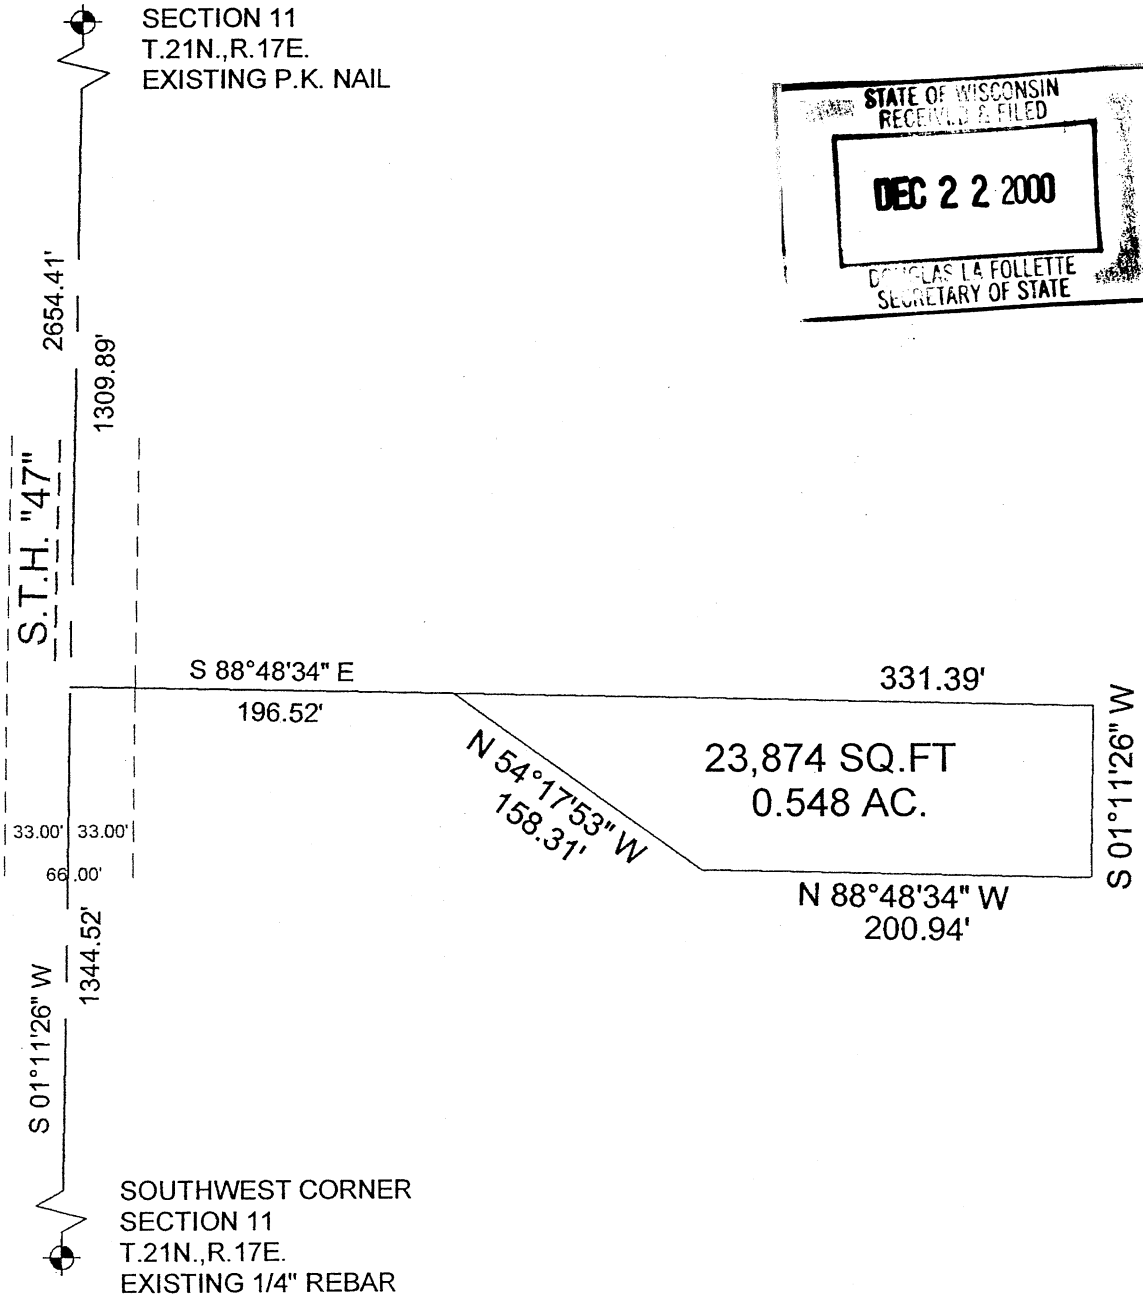 SECTION 11
T.21N.,R.17E.
EXISTING P.K. NAIL
STATE OF WISCONSIN
RECEIVED & FILED
DEC 2 2 2000
DOUGLAS LA FOLLETTE
SECRETARY OF STATE
2654.41'
1309.89'
S.T.H. "47"
S 88°48'34" E
196.52'
331.39'
N 54°17'53" W
158.31'
23,874 SQ.FT
0.548 AC.
S 01°11'26" W
33.00' 33.00'
66.00'
N 88°48'34" W
200.94'
1344.52'
S 01°11'26" W
SOUTHWEST CORNER
SECTION 11
T.21N.,R.17E.
EXISTING 1/4" REBAR